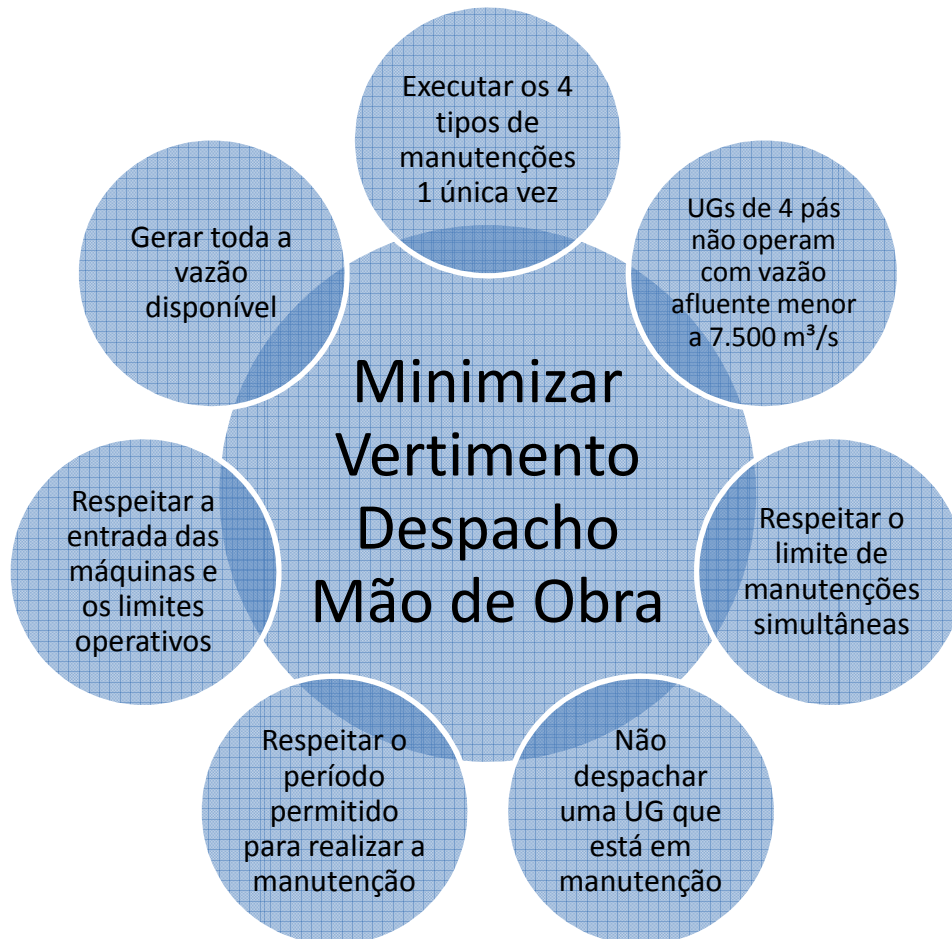 Executar os 4
tipos de
manutenções
1 única vez
UGs de 4 pás
não operam
com vazão
afluente menor
a 7.500 m³/s
Gerar toda a
vazão
disponível
Minimizar
Vertimento
Despacho
Mão de Obra
Respeitar a
entrada das
máquinas e
os limites
operativos
Respeitar o
limite de
manutenções
simultâneas
Respeitar o
período
permitido
para realizar a
manutenção
Não
despachar
uma UG que
está em
manutenção